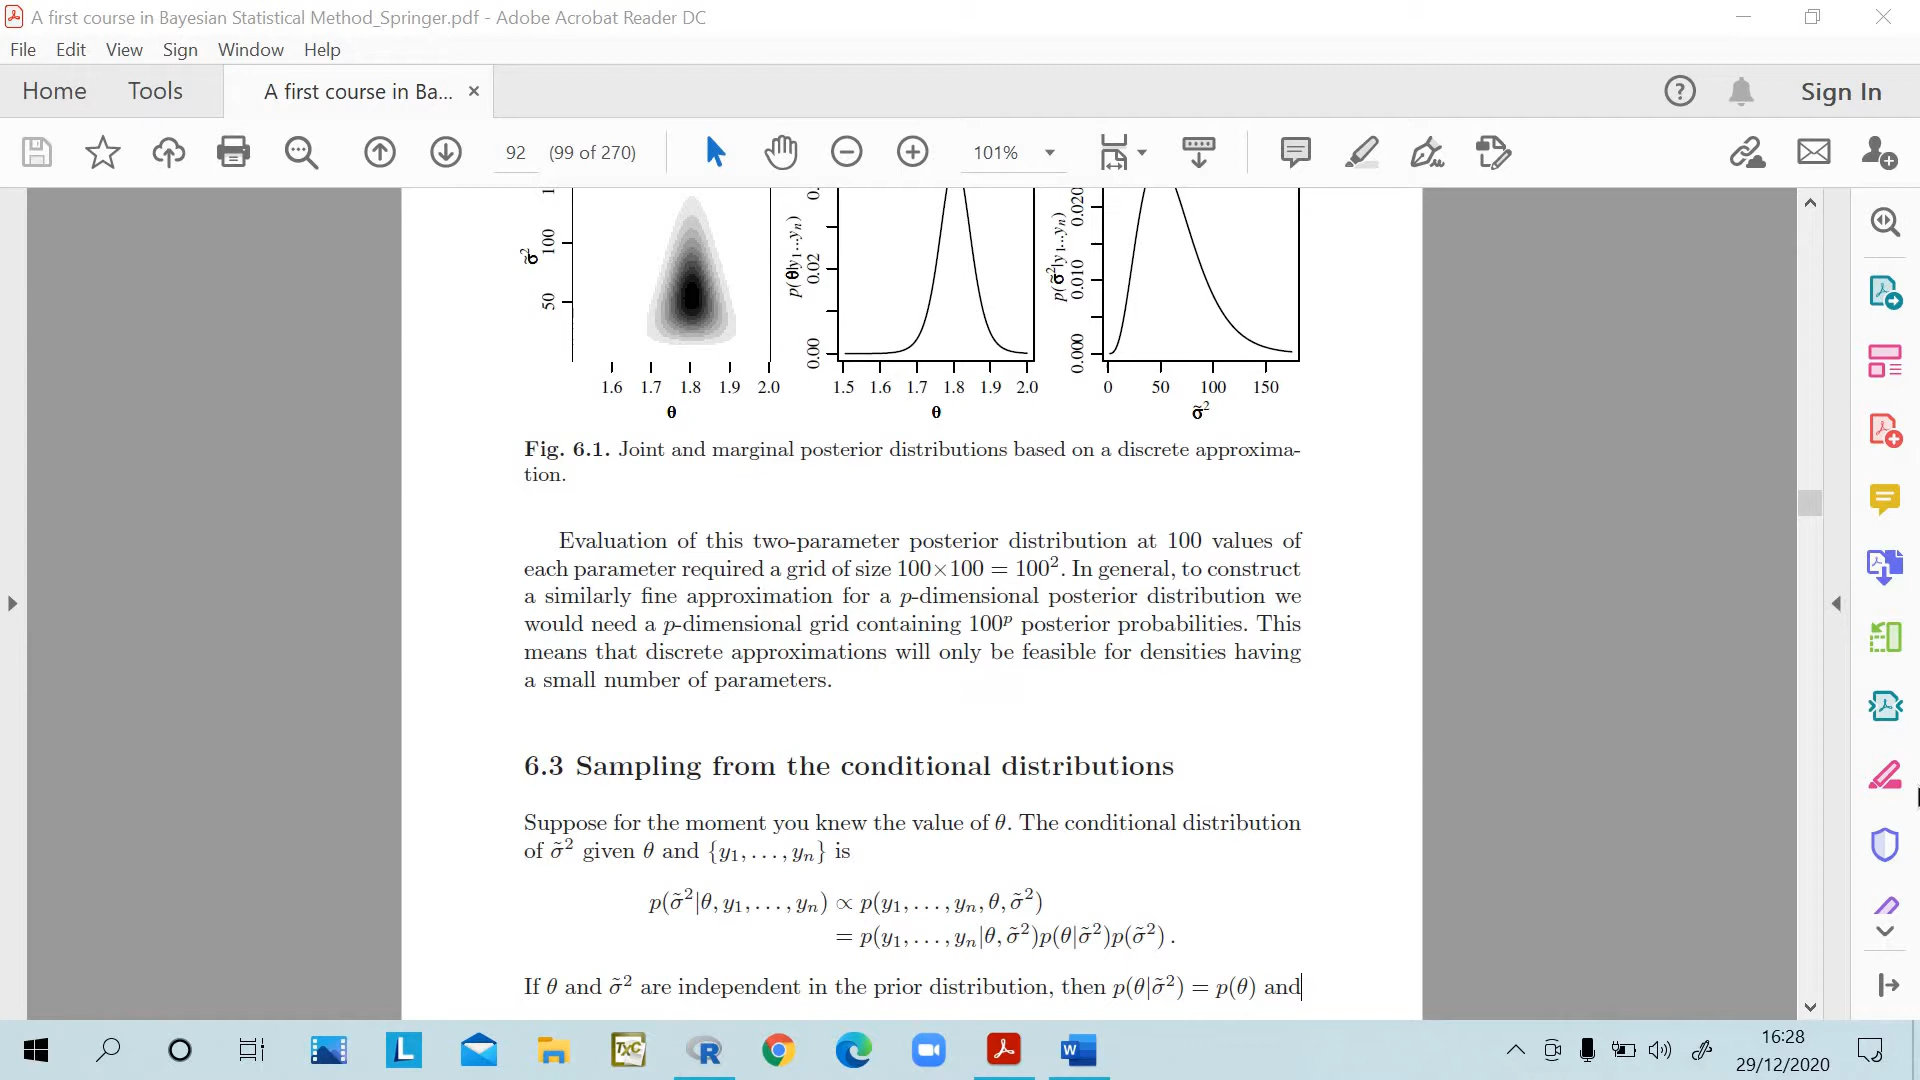 A first course in Bayesian Statistical Method_Springer.pdf - Adobe Acrobat Reader DC
File Edit View Sign Window Help
Home Tools A first course in Ba... × Sign In
92 (99 of 270) 101%
σ̃² 50 100
1.6 1.7 1.8 1.9 2.0
θ
p(θ|y₁...yₙ)
0.00 0.02 0.
1.5 1.6 1.7 1.8 1.9 2.0
θ
p(σ̃²|y₁...yₙ)
0.000 0.010 0.020
0 50 100 150
σ̃²
Fig. 6.1. Joint and marginal posterior distributions based on a discrete approxima-
tion.
Evaluation of this two-parameter posterior distribution at 100 values of
each parameter required a grid of size 100×100 = 100². In general, to construct
a similarly fine approximation for a p-dimensional posterior distribution we
would need a p-dimensional grid containing 100ᵖ posterior probabilities. This
means that discrete approximations will only be feasible for densities having
a small number of parameters.
6.3 Sampling from the conditional distributions
Suppose for the moment you knew the value of θ. The conditional distribution
of σ̃² given θ and {y₁, . . . , yₙ} is
p(σ̃²|θ, y₁, . . . , yₙ) ∝ p(y₁, . . . , yₙ, θ, σ̃²)
= p(y₁, . . . , yₙ|θ, σ̃²)p(θ|σ̃²)p(σ̃²) .
If θ and σ̃² are independent in the prior distribution, then p(θ|σ̃²) = p(θ) and
L TXC R W
16:28
29/12/2020